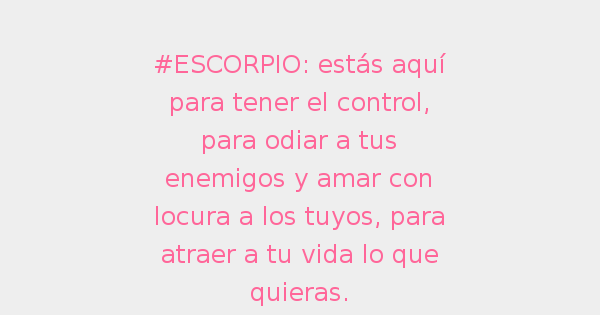 #ESCORPIO: estás aquí
para tener el control,
para odiar a tus
enemigos y amar con
locura a los tuyos, para
atraer a tu vida lo que
quieras.